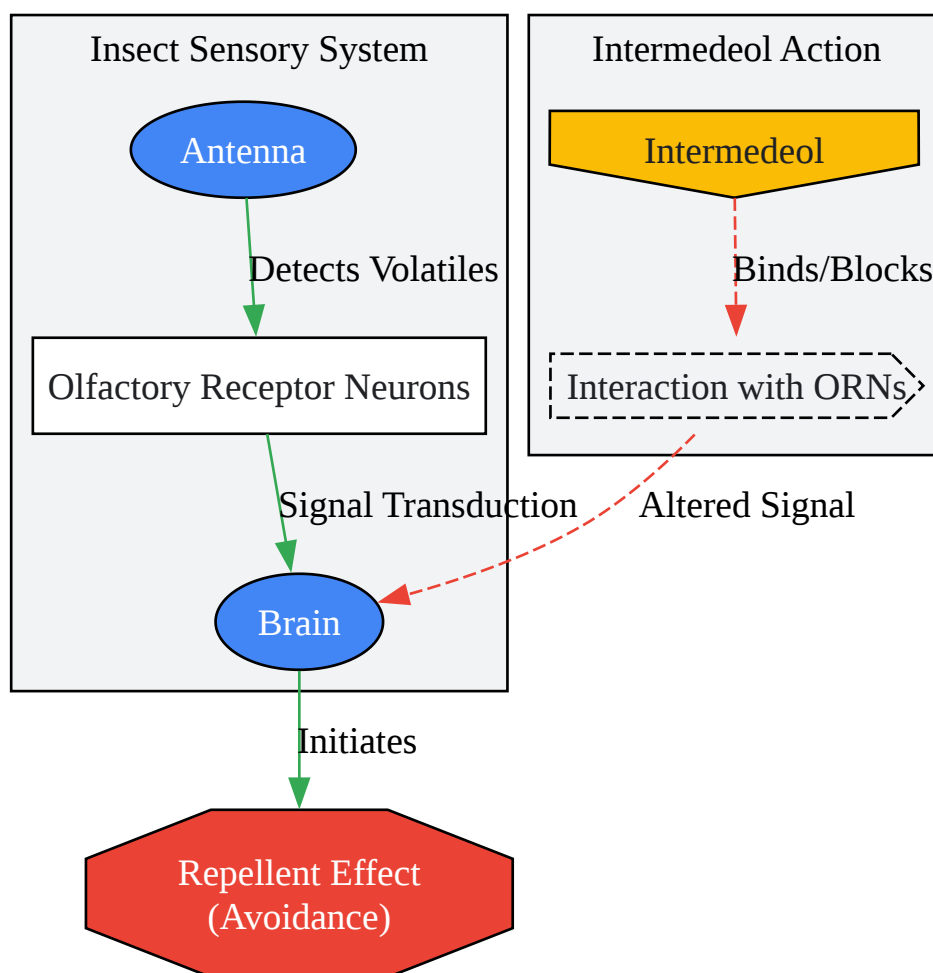 Insect Sensory System
Intermedeol Action
Antenna
Intermedeol
Detects Volatiles
Binds/Blocks
Olfactory Receptor Neurons
Interaction with ORNs
Signal Transduction
Altered Signal
Brain
Initiates
Repellent Effect
(Avoidance)